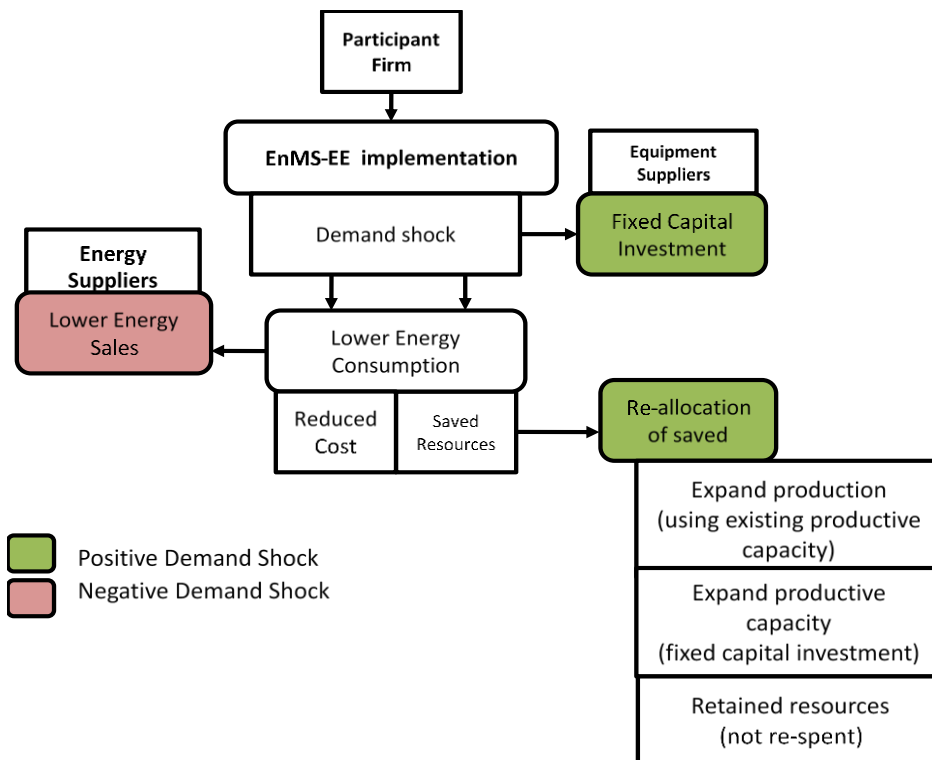 Participant
Firm
EnMS-EE implementation
Equipment
Suppliers
Demand shock
Fixed Capital
Investment
Energy
Suppliers
Lower Energy
Sales
Lower Energy
Consumption
Reduced
Cost
Saved
Resources
Re-allocation
of saved
Expand production
(using existing productive
capacity)
Expand productive
capacity
(fixed capital investment)
Retained resources
(not re-spent)
Positive Demand Shock
Negative Demand Shock